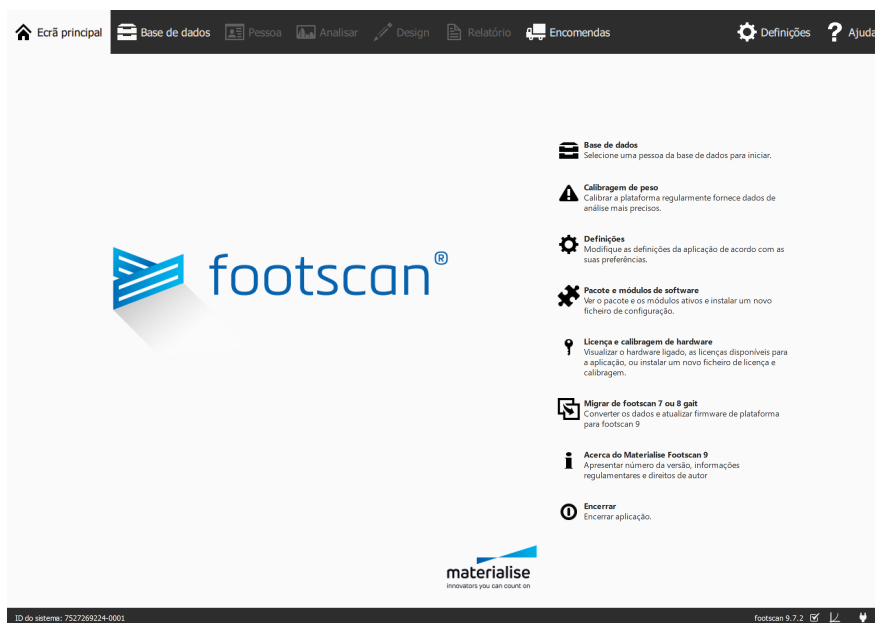 Ecrã principal Base de dados Pessoa Analisar Design Relatório Encomendas Definições ? Ajuda
Base de dados
Selecione uma pessoa da base de dados para iniciar.
Calibragem de peso
Calibrar a plataforma regularmente fornece dados de
análise mais precisos.
Definições
Modifique as definições da aplicação de acordo com as
suas preferências.
footscan®
Pacote e módulos de software
Ver o pacote e os módulos ativos e instalar um novo
ficheiro de configuração.
Licença e calibragem de hardware
Visualizar o hardware ligado, as licenças disponíveis para
a aplicação, ou instalar um novo ficheiro de licença e
calibragem.
Migrar de footscan 7 ou 8 gait
Converter os dados e atualizar firmware de plataforma
para footscan 9
Acerca do Materialise Footscan 9
Apresentar número da versão, informações
regulamentares e direitos de autor
Encerrar
Encerrar aplicação.
materialise
innovators you can count on
ID do sistema: 7527269224-0001 footscan 9.7.2